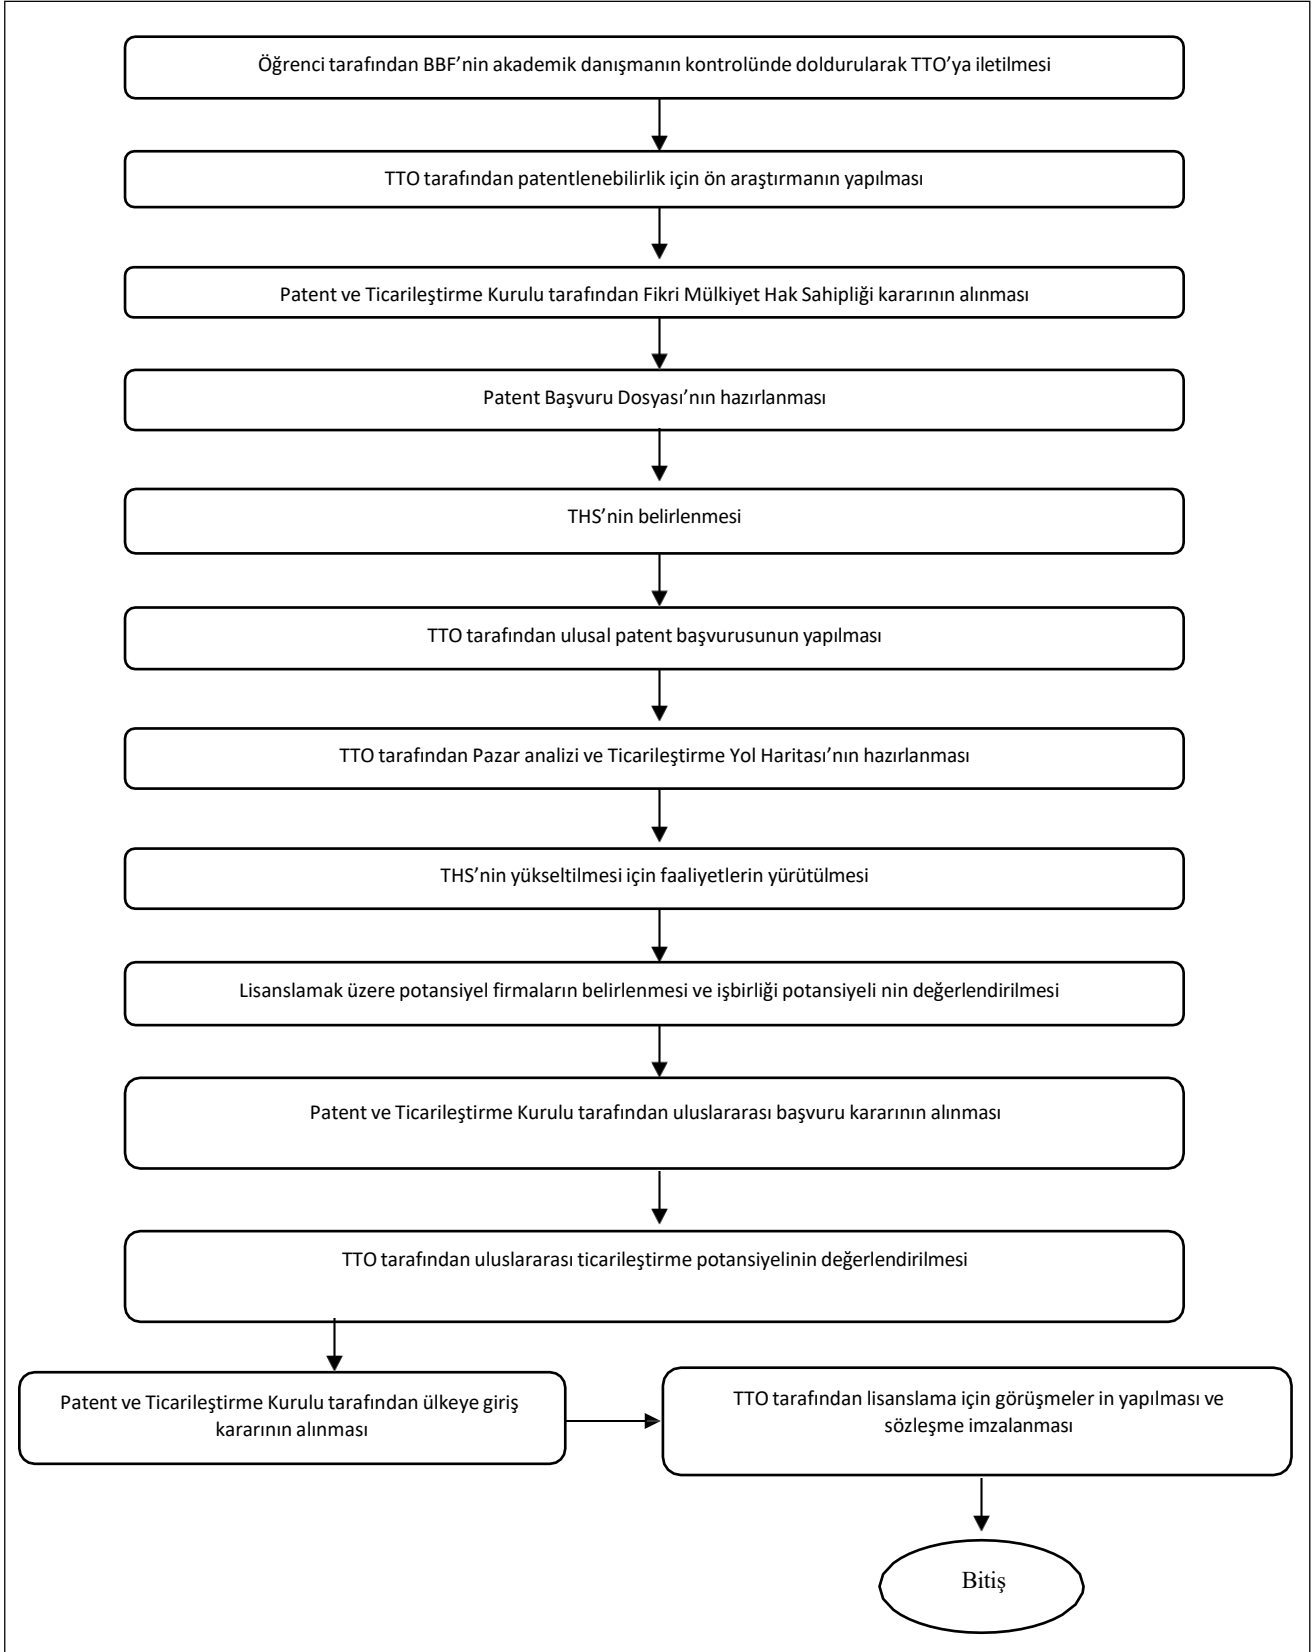 Öğrenci tarafından BBF’nin akademik danışmanın kontrolünde doldurularak TTO’ya iletilmesi
TTO tarafından patentlenebilirlik için ön araştırmanın yapılması
Patent ve Ticarileştirme Kurulu tarafından Fikri Mülkiyet Hak Sahipliği kararının alınması
Patent Başvuru Dosyası’nın hazırlanması
THS’nin belirlenmesi
TTO tarafından ulusal patent başvurusunun yapılması
TTO tarafından Pazar analizi ve Ticarileştirme Yol Haritası’nın hazırlanması
THS’nin yükseltilmesi için faaliyetlerin yürütülmesi
Lisanslamak üzere potansiyel firmaların belirlenmesi ve işbirliği potansiyeli nin değerlendirilmesi
Patent ve Ticarileştirme Kurulu tarafından uluslararası başvuru kararının alınması
TTO tarafından uluslararası ticarileştirme potansiyelinin değerlendirilmesi
Patent ve Ticarileştirme Kurulu tarafından ülkeye giriş
kararının alınması
TTO tarafından lisanslama için görüşmeler in yapılması ve
sözleşme imzalanması
Bitiş